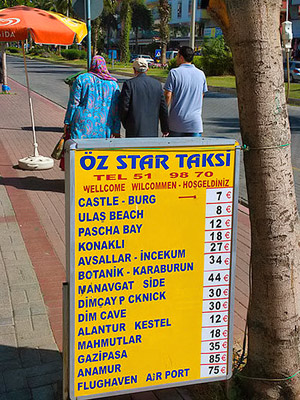 ÖZ STAR TAKSI
TEL 51 98 70
WELLCOME WILCOMMEN - HOŞGELDİNİZ
CASTLE - BURG 7 €
ULAŞ BEACH 8 €
PASCHA BAY 12 €
KONAKLI 18 €
AVSALLAR - İNCEKUM 27 €
BOTANİK - KARABURUN 34 €
MANAVGAT SİDE 44 €
DİMÇAY P CKNICK 30 €
DİM CAVE 30 €
ALANTUR KESTEL 12 €
MAHMUTLAR 18 €
GAZİPASA 35 €
ANAMUR 85 €
FLUGHAVEN AİR PORT 75 €